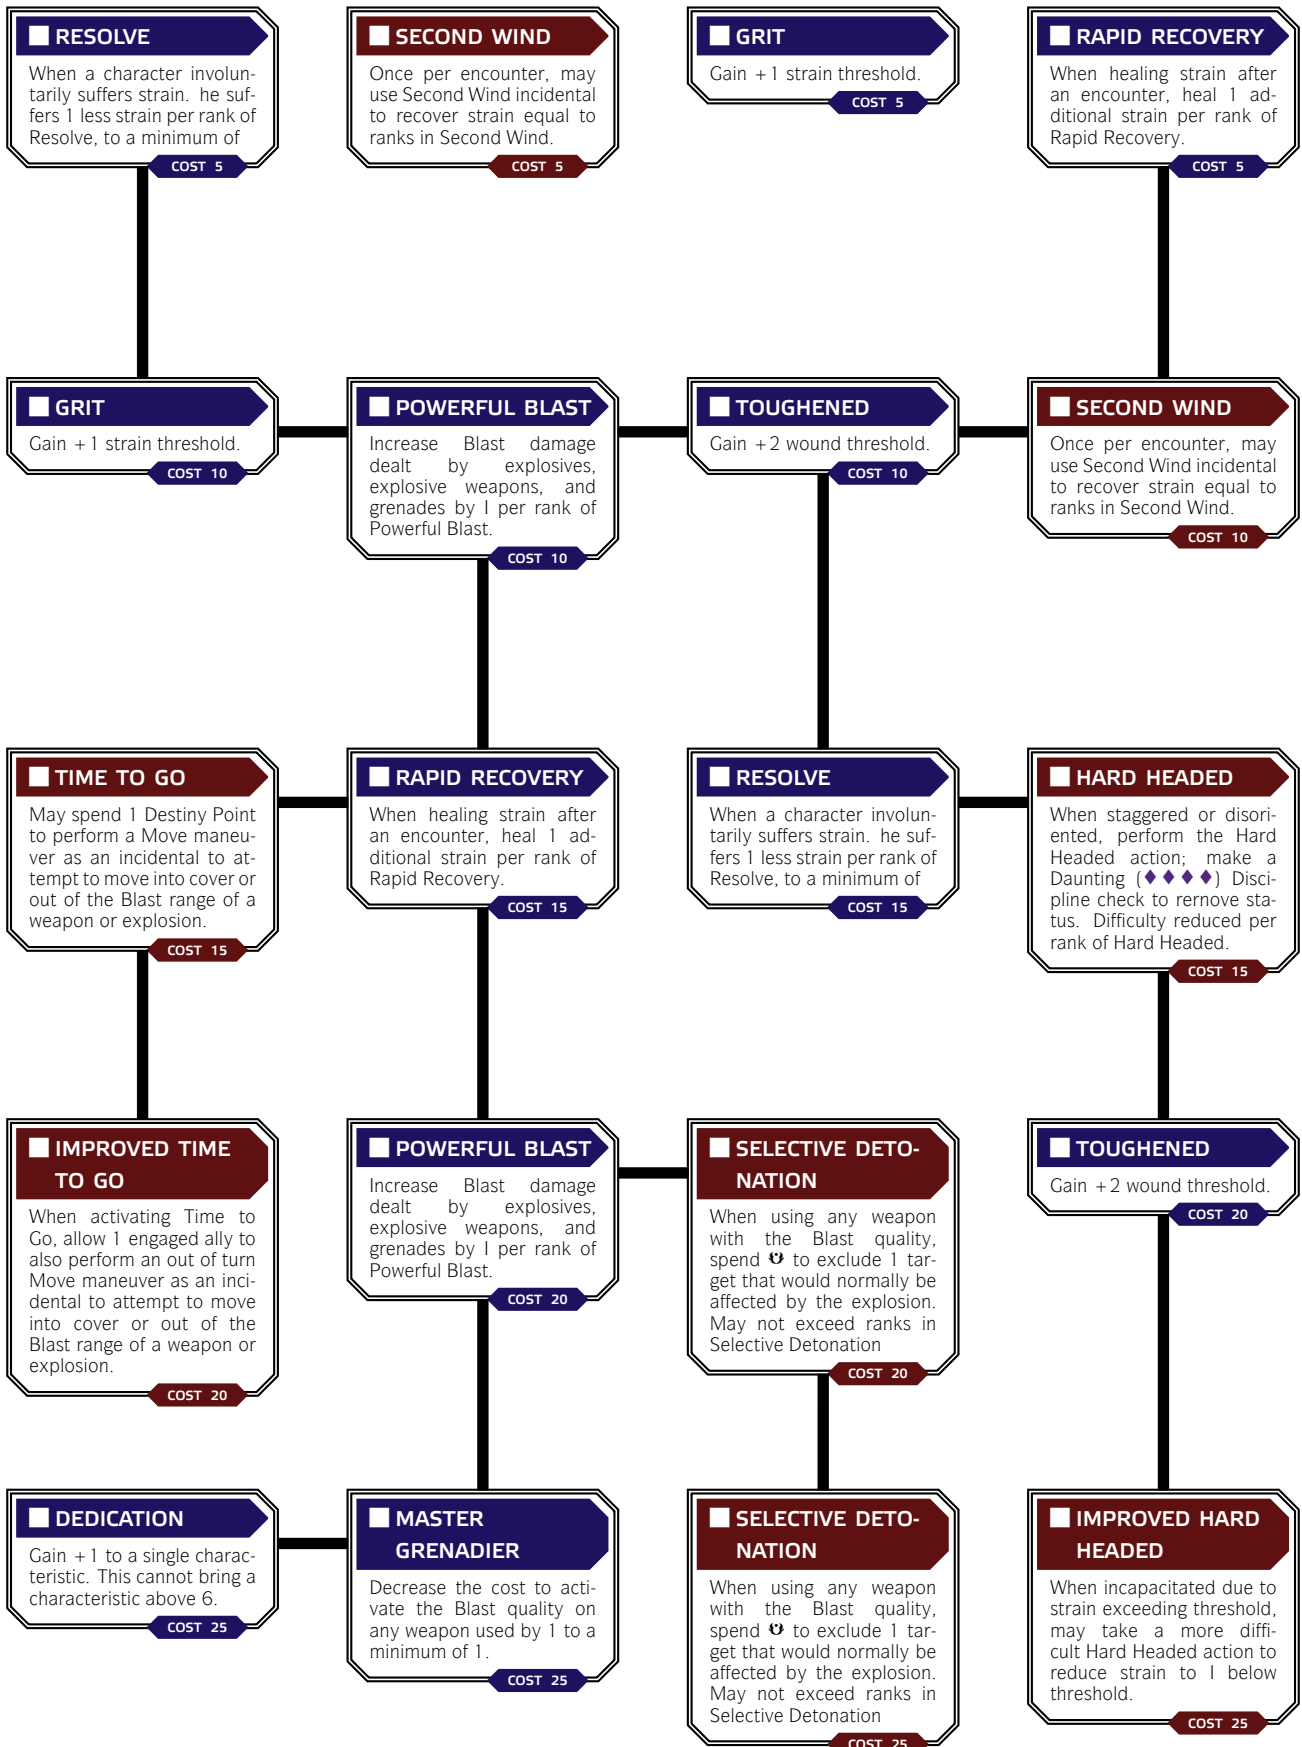 RESOLVE
When a character involun-
tarily suffers strain. he suf-
fers 1 less strain per rank of
Resolve, to a minimum of
COST 5
SECOND WIND
Once per encounter, may
use Second Wind incidental
to recover strain equal to
ranks in Second Wind.
COST 5
GRIT
Gain +1 strain threshold.
COST 5
RAPID RECOVERY
When healing strain after
an encounter, heal 1 ad-
ditional strain per rank of
Rapid Recovery.
COST 5
GRIT
Gain +1 strain threshold.
COST 10
POWERFUL BLAST
Increase Blast damage
dealt by explosives,
explosive weapons, and
grenades by I per rank of
Powerful Blast.
COST 10
TOUGHENED
Gain +2 wound threshold.
COST 10
SECOND WIND
Once per encounter, may
use Second Wind incidental
to recover strain equal to
ranks in Second Wind.
COST 10
TIME TO GO
May spend 1 Destiny Point
to perform a Move maneu-
ver as an incidental to at-
tempt to move into cover or
out of the Blast range of a
weapon or explosion.
COST 15
RAPID RECOVERY
When healing strain after
an encounter, heal 1 ad-
ditional strain per rank of
Rapid Recovery.
COST 15
RESOLVE
When a character involun-
tarily suffers strain. he suf-
fers 1 less strain per rank of
Resolve, to a minimum of
COST 15
HARD HEADED
When staggered or disori-
ented, perform the Hard
Headed action; make a
Daunting (♦ ♦ ♦ ♦) Disci-
pline check to rernove sta-
tus. Difficulty reduced per
rank of Hard Headed.
COST 15
IMPROVED TIME
TO GO
When activating Time to
Go, allow 1 engaged ally to
also perform an out of turn
Move maneuver as an inci-
dental to attempt to move
into cover or out of the
Blast range of a weapon or
explosion.
COST 20
POWERFUL BLAST
Increase Blast damage
dealt by explosives,
explosive weapons, and
grenades by I per rank of
Powerful Blast.
COST 20
SELECTIVE DETO-
NATION
When using any weapon
with the Blast quality,
spend to exclude 1 tar-
get that would normally be
affected by the explosion.
May not exceed ranks in
Selective Detonation
COST 20
TOUGHENED
Gain +2 wound threshold.
COST 20
DEDICATION
Gain +1 to a single charac-
teristic. This cannot bring a
characteristic above 6.
COST 25
MASTER
GRENADIER
Decrease the cost to acti-
vate the Blast quality on
any weapon used by 1 to a
minimum of 1.
COST 25
SELECTIVE DETO-
NATION
When using any weapon
with the Blast quality,
spend to exclude 1 tar-
get that would normally be
affected by the explosion.
May not exceed ranks in
Selective Detonation
COST 25
IMPROVED HARD
HEADED
When incapacitated due to
strain exceeding threshold,
may take a more diffi-
cult Hard Headed action to
reduce strain to I below
threshold.
COST 25